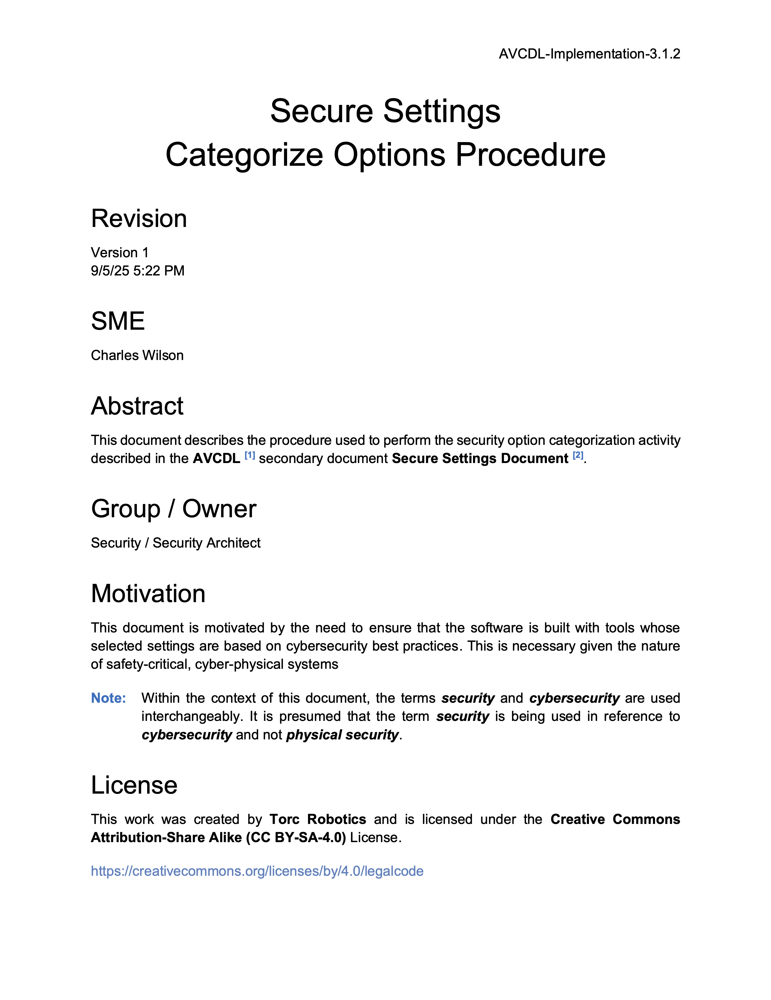 AVCDL-Implementation-3.1.2
Secure Settings
Categorize Options Procedure
Revision
Version 1
9/5/25 5:22 PM
SME
Charles Wilson
Abstract
This document describes the procedure used to perform the security option categorization activity
described in the AVCDL [1] secondary document Secure Settings Document [2].
Group / Owner
Security / Security Architect
Motivation
This document is motivated by the need to ensure that the software is built with tools whose
selected settings are based on cybersecurity best practices. This is necessary given the nature
of safety-critical, cyber-physical systems
Note: Within the context of this document, the terms security and cybersecurity are used
interchangeably. It is presumed that the term security is being used in reference to
cybersecurity and not physical security.
License
This work was created by Torc Robotics and is licensed under the Creative Commons
Attribution-Share Alike (CC BY-SA-4.0) License.
https://creativecommons.org/licenses/by/4.0/legalcode